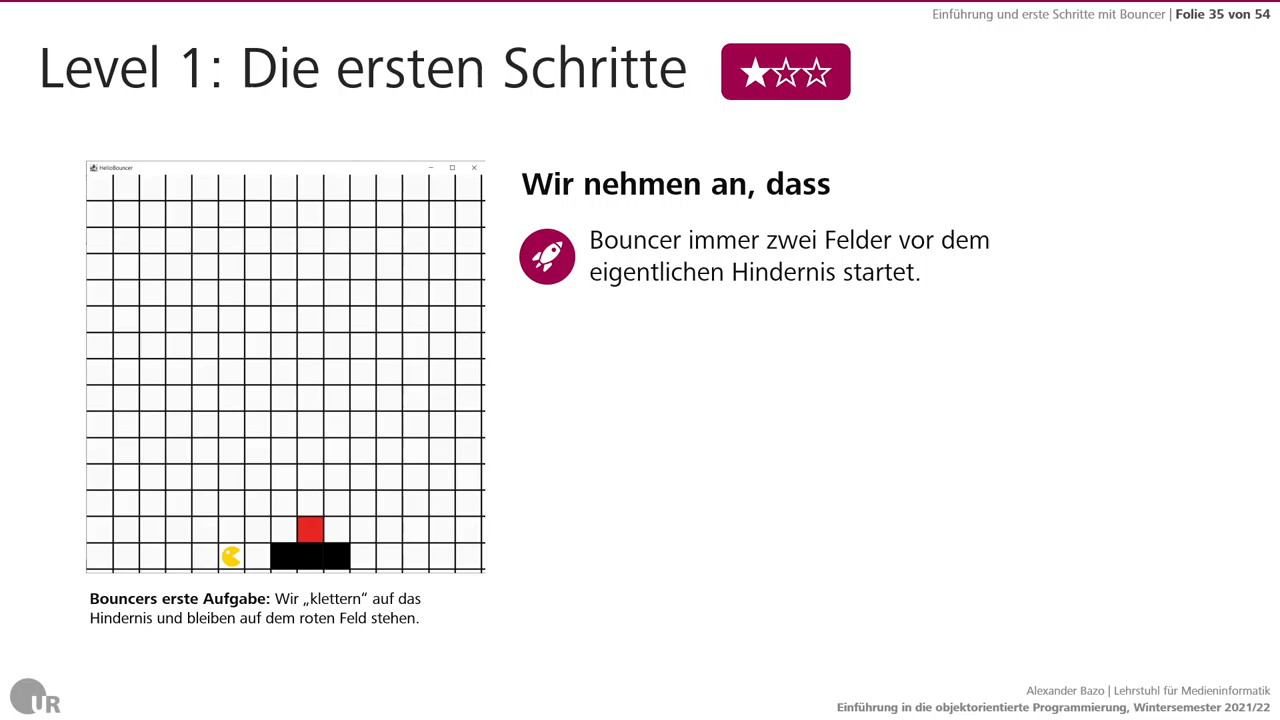 Einführung und erste Schritte mit Bouncer | Folie 35 von 54
Level 1: Die ersten Schritte
HelloBouncer
Wir nehmen an, dass
Bouncer immer zwei Felder vor dem
eigentlichen Hindernis startet.
Bouncers erste Aufgabe: Wir „klettern“ auf das
Hindernis und bleiben auf dem roten Feld stehen.
UR
Alexander Bazo | Lehrstuhl für Medieninformatik
Einführung in die objektorientierte Programmierung, Wintersemester 2021/22